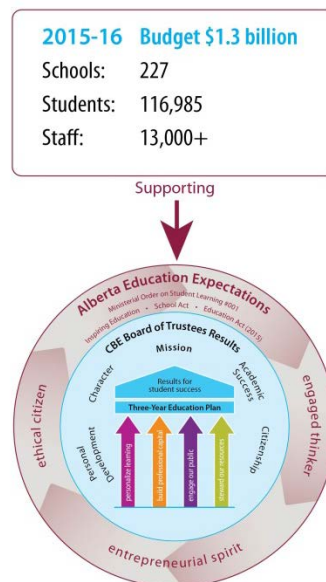 2015-16 Budget $1.3 billion
Schools: 227
Students: 116,985
Staff: 13,000+
Supporting
Alberta Education Expectations
Ministerial Order on Student Learning #001
Inspiring Education • School Act • Education Act (2015)
CBE Board of Trustees Results
Mission
Character
Academic Success
Results for
student success
Three-Year Education Plan
personalize learning
build professional capital
engage our public
steward our resources
Personal Development
Citizenship
ethical citizen
engaged thinker
entrepreneurial spirit